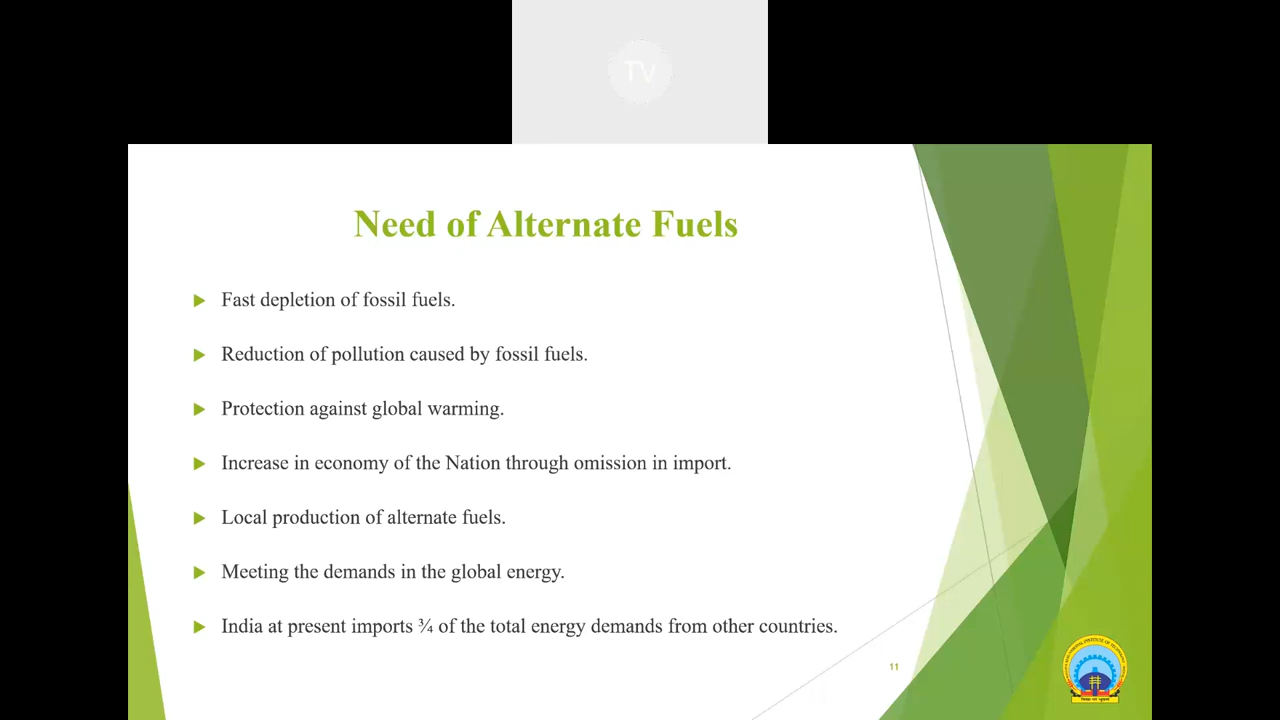 TV
Need of Alternate Fuels
Fast depletion of fossil fuels.
Reduction of pollution caused by fossil fuels.
Protection against global warming.
Increase in economy of the Nation through omission in import.
Local production of alternate fuels.
Meeting the demands in the global energy.
India at present imports ¾ of the total energy demands from other countries.
11